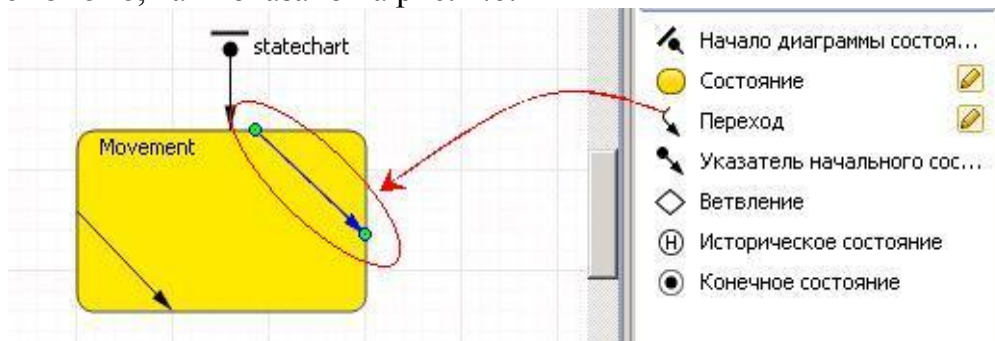 statechart
Movement
Начало диаграммы состоя...
Состояние
Переход
Указатель начального сос...
Ветвление
H Историческое состояние
Конечное состояние